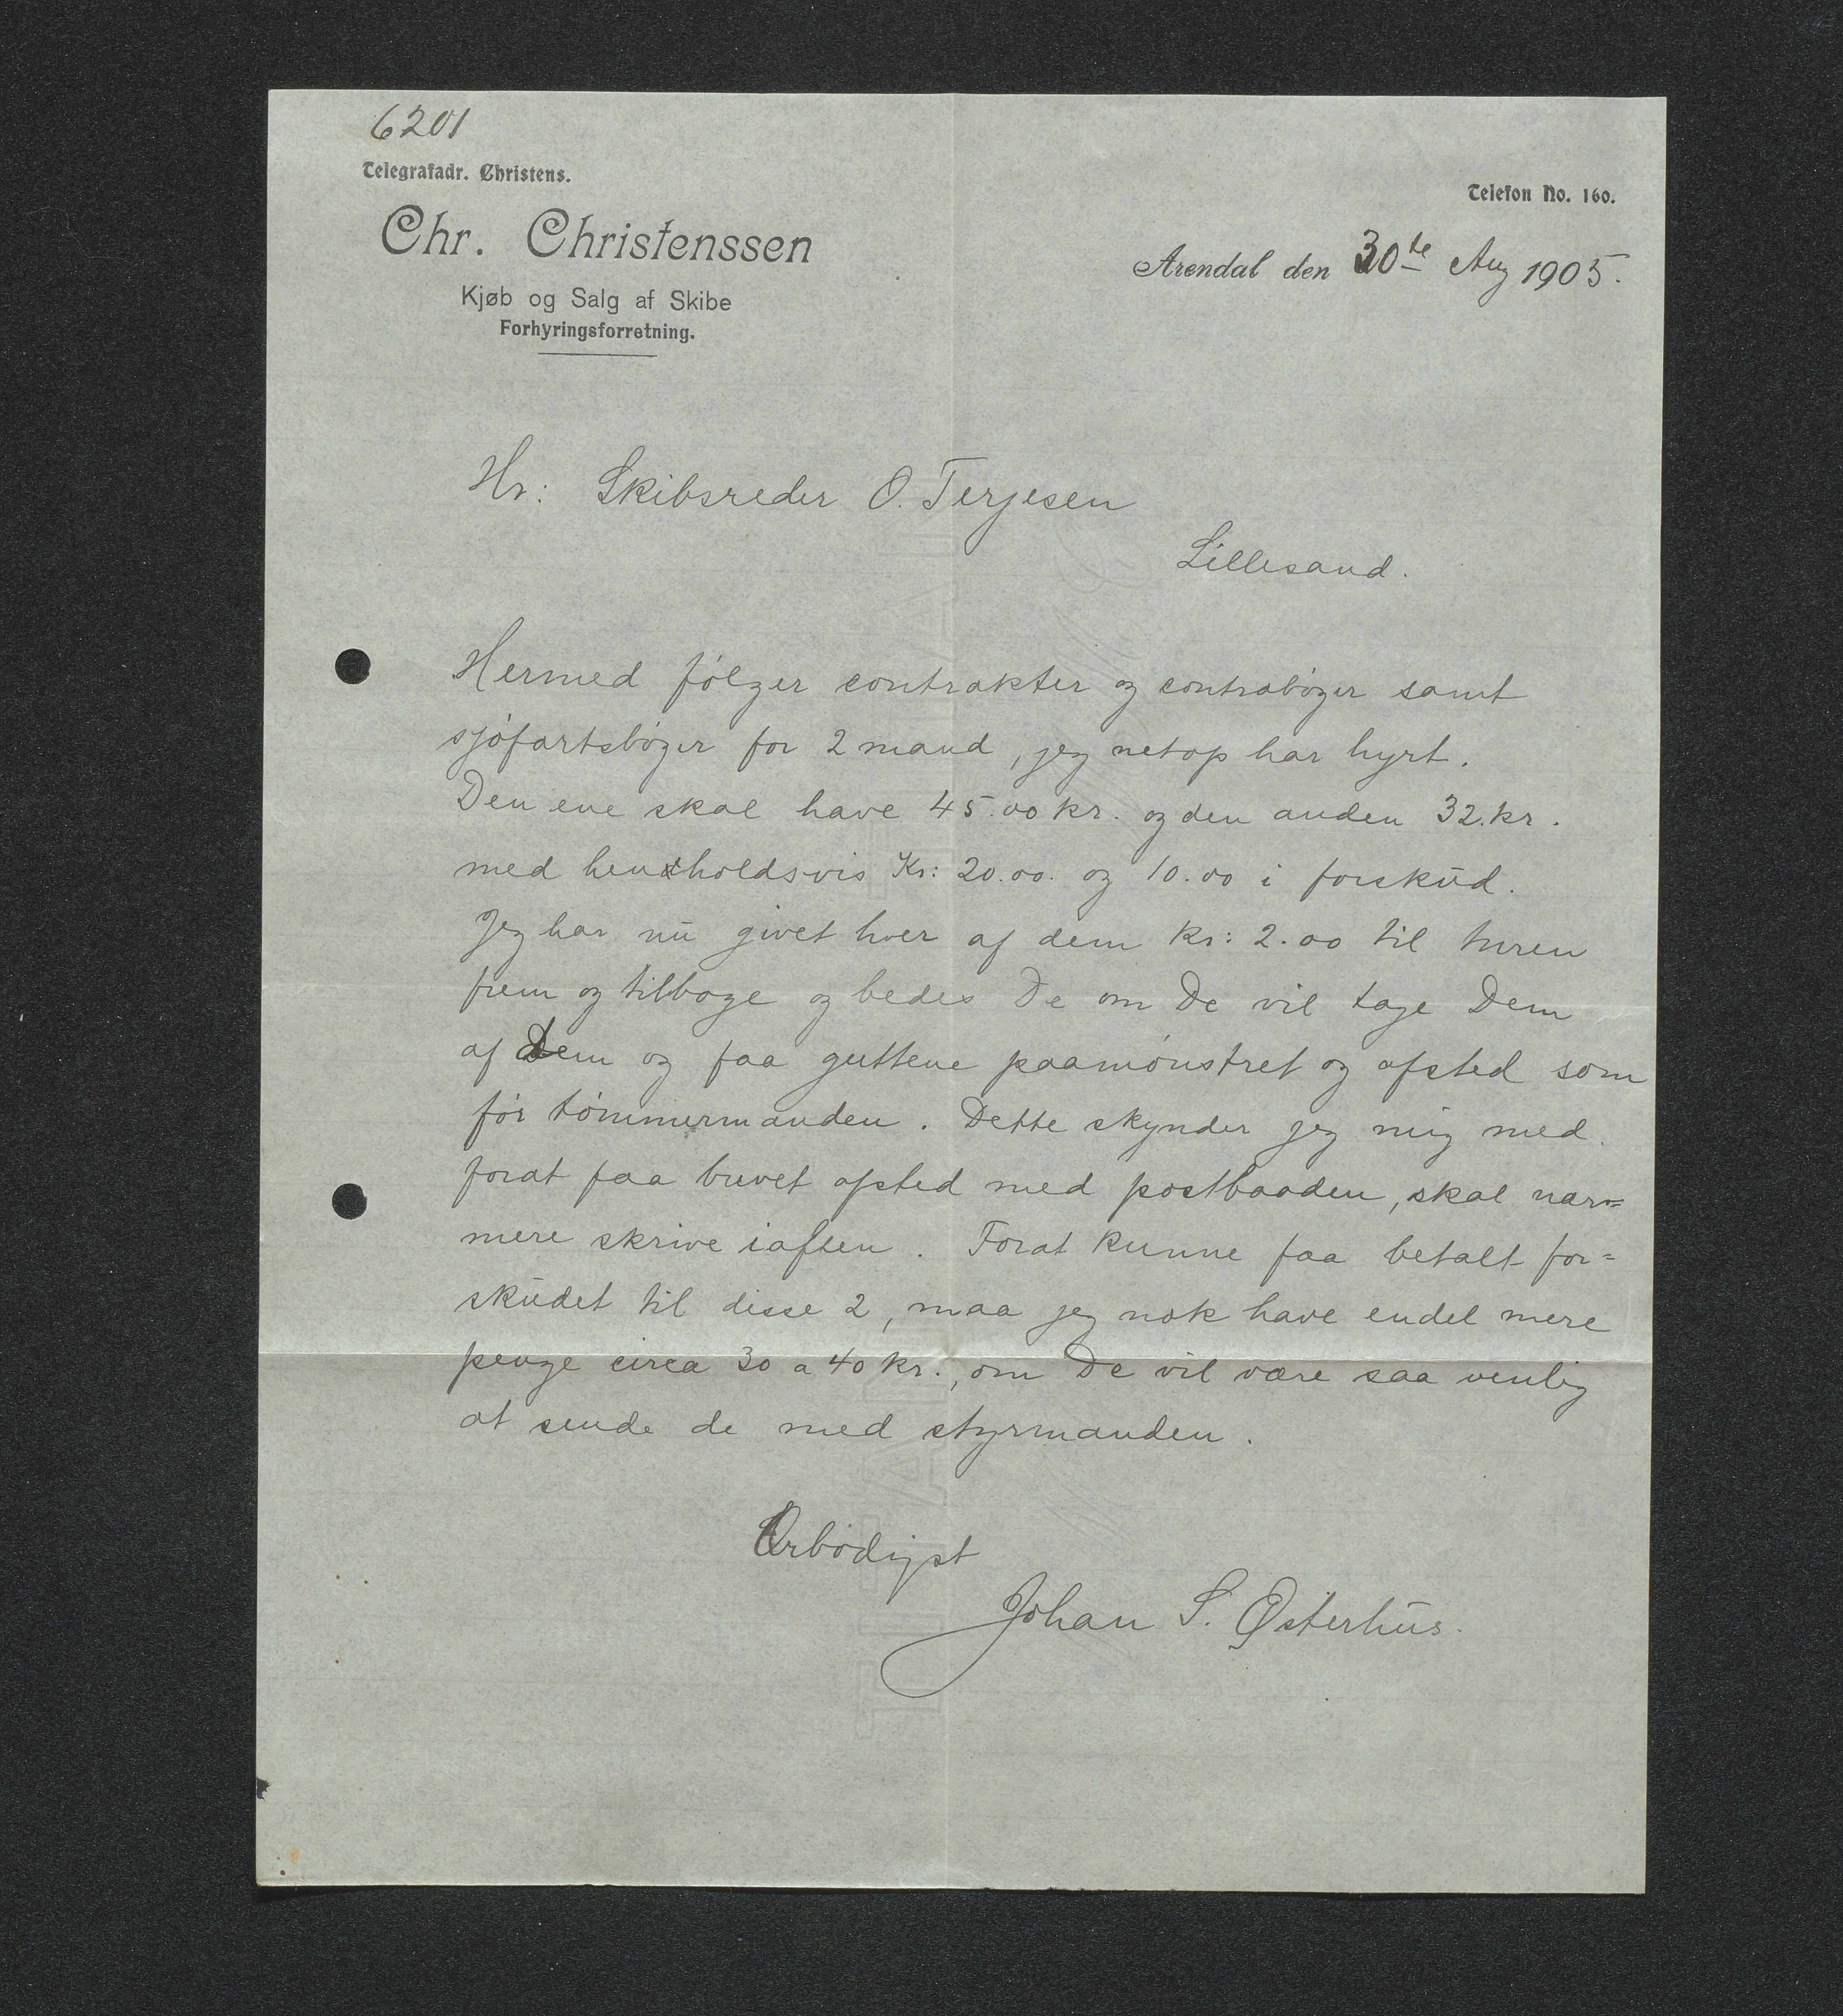 6201
Telegrafadr. Christens.
Telefon No. 160.
Chr. Christenssen
Arendal den 30te Aug 1905.
Kjøb og Salg af Skibe
Forhyringsforretning.
Hr: Skibsreder O. Terjesen
Lillesand.
Hermed følger contrakter og contrabøger samt
sjøfartsbøger for 2 mand, jeg netop har hyrt.
Den ene skal have 45.00 kr. og den anden 32.kr.
med henholdsvis Kr: 20.00. og 10.00 i forskud.
Jeg har nu givet hver af dem Kr: 2.00 til turen
frem og tilbage og bedes De om De vil tage Dem
af dem og faa guttene paamønstret og afsted som
før tømmermanden. Dette skynder jeg mig med
forat faa brevet afsted med postbaaden, skal nær=
mere skrive iaften. Forat kunne faa betalt for=
skudet til disse 2, maa jeg nok have endel mere
penge circa 30 a 40 kr., om De vil være saa venlig
at sende de med styrmanden.
Ærbødigst
Johan S. Østerhus.